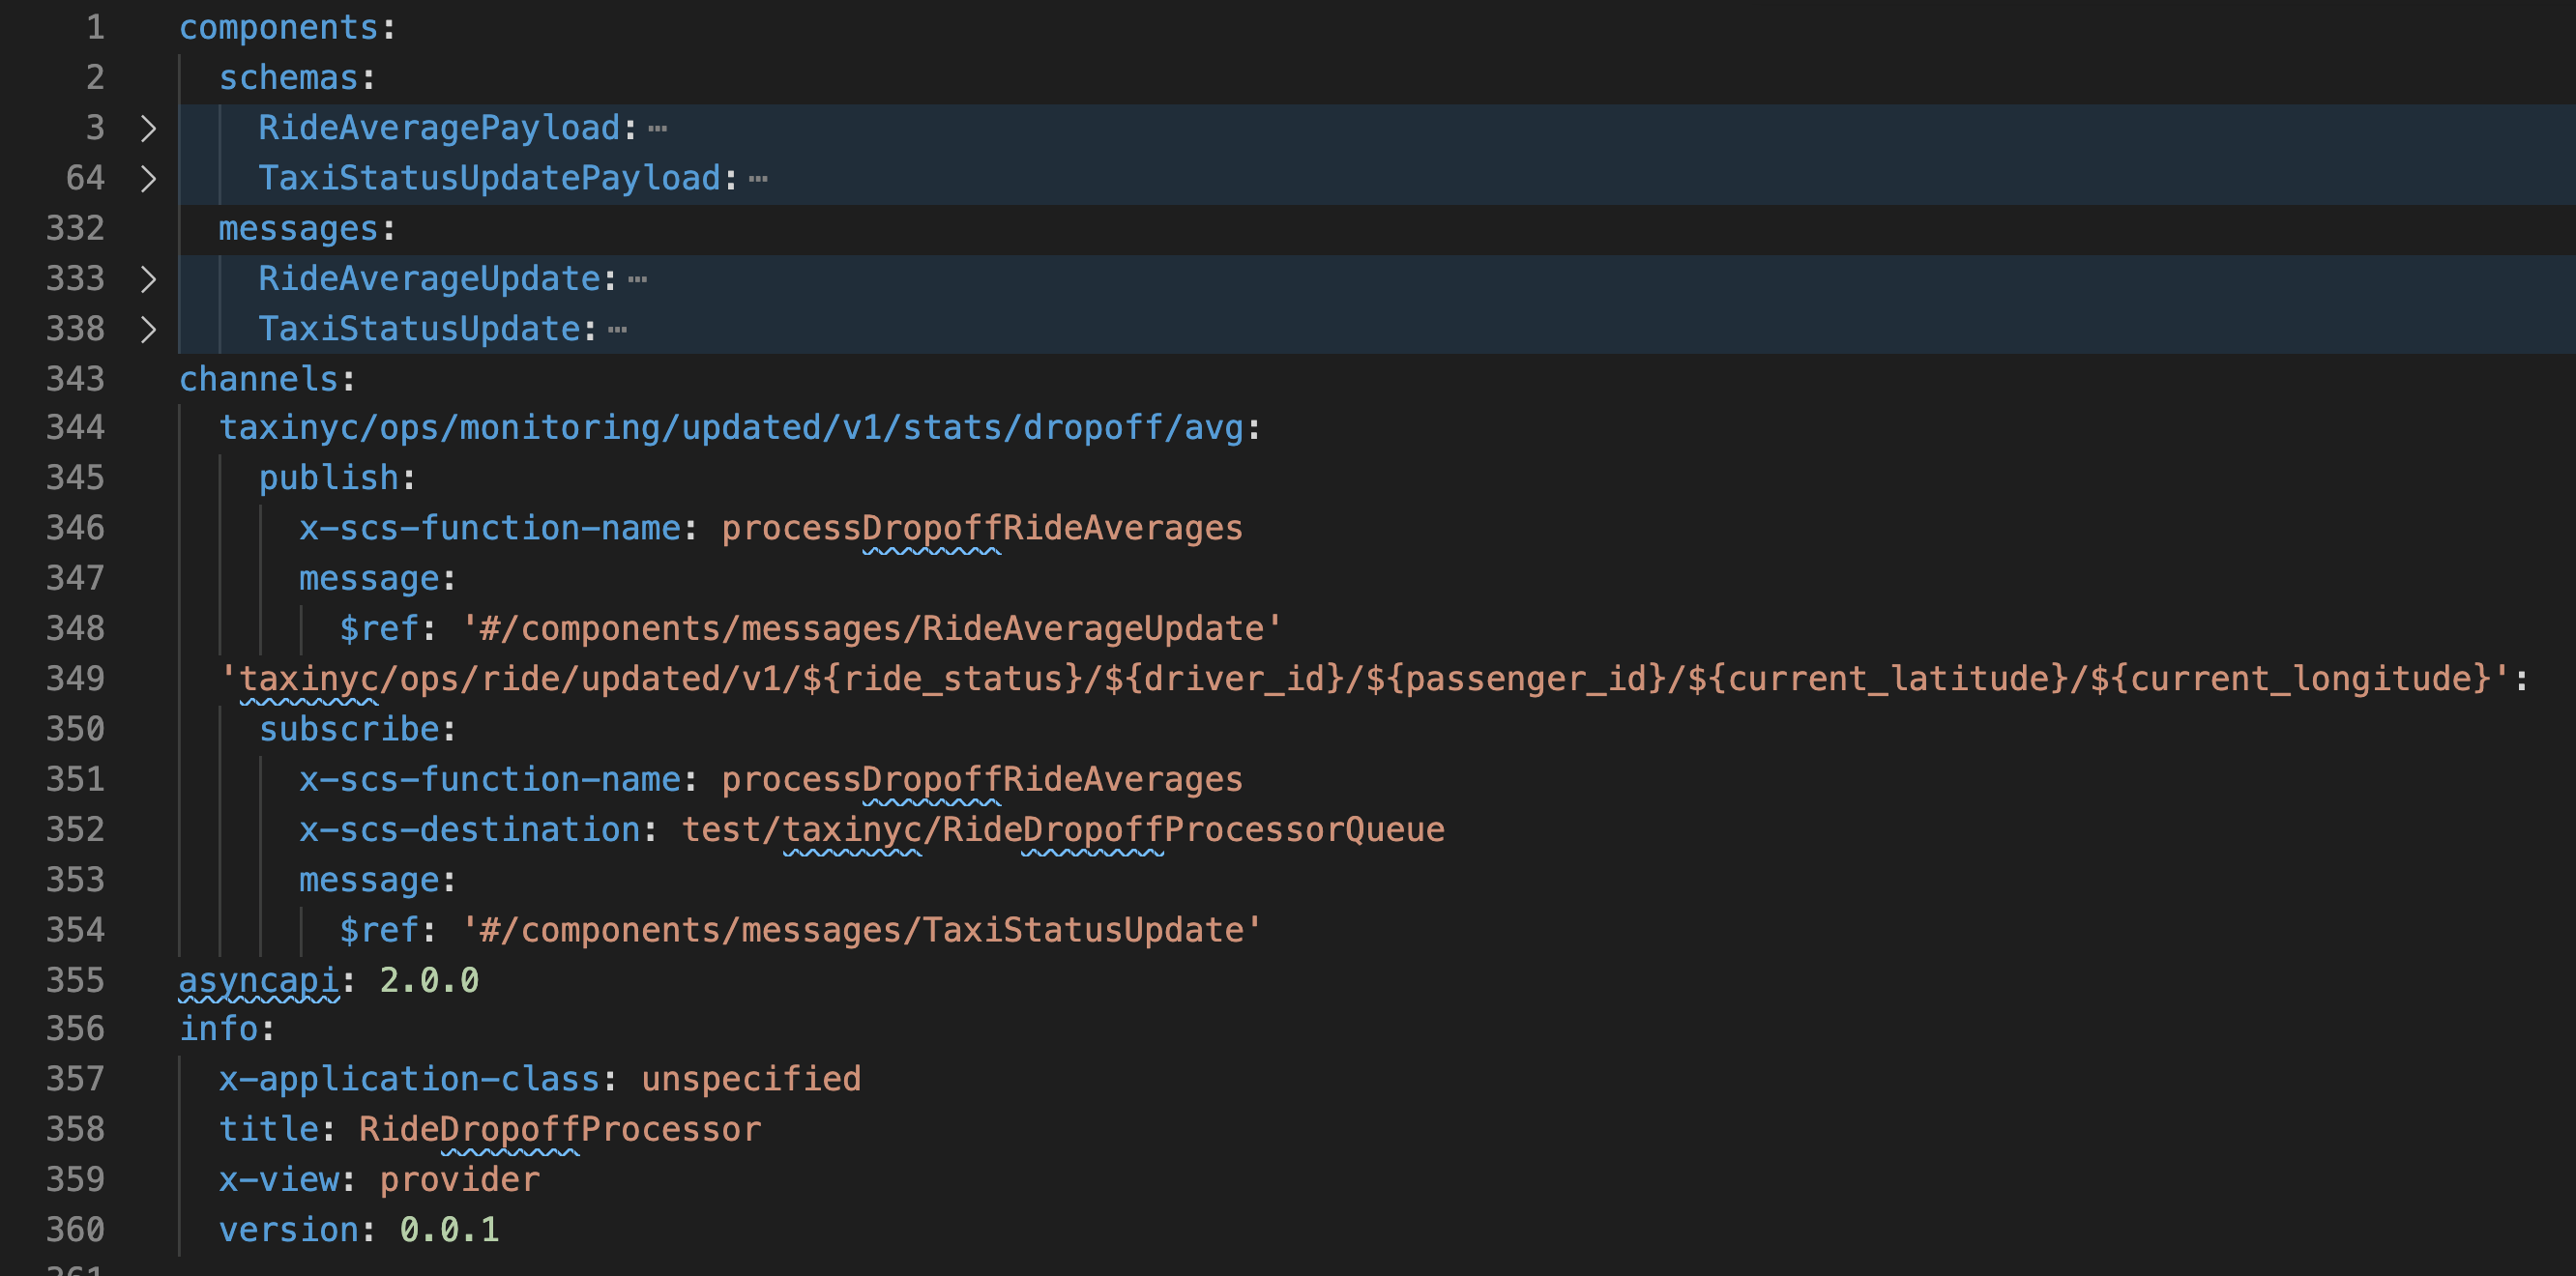 1 components:
2 schemas:
3 RideAveragePayload: ⋯
64 TaxiStatusUpdatePayload: ⋯
332 messages:
333 RideAverageUpdate: ⋯
338 TaxiStatusUpdate: ⋯
343 channels:
344 taxinyc/ops/monitoring/updated/v1/stats/dropoff/avg:
345 publish:
346 x-scs-function-name: processDropoffRideAverages
347 message:
348 $ref: '#/components/messages/RideAverageUpdate'
349 'taxinyc/ops/ride/updated/v1/${ride_status}/${driver_id}/${passenger_id}/${current_latitude}/${current_longitude}':
350 subscribe:
351 x-scs-function-name: processDropoffRideAverages
352 x-scs-destination: test/taxinyc/RideDropoffProcessorQueue
353 message:
354 $ref: '#/components/messages/TaxiStatusUpdate'
355 asyncapi: 2.0.0
356 info:
357 x-application-class: unspecified
358 title: RideDropoffProcessor
359 x-view: provider
360 version: 0.0.1
361